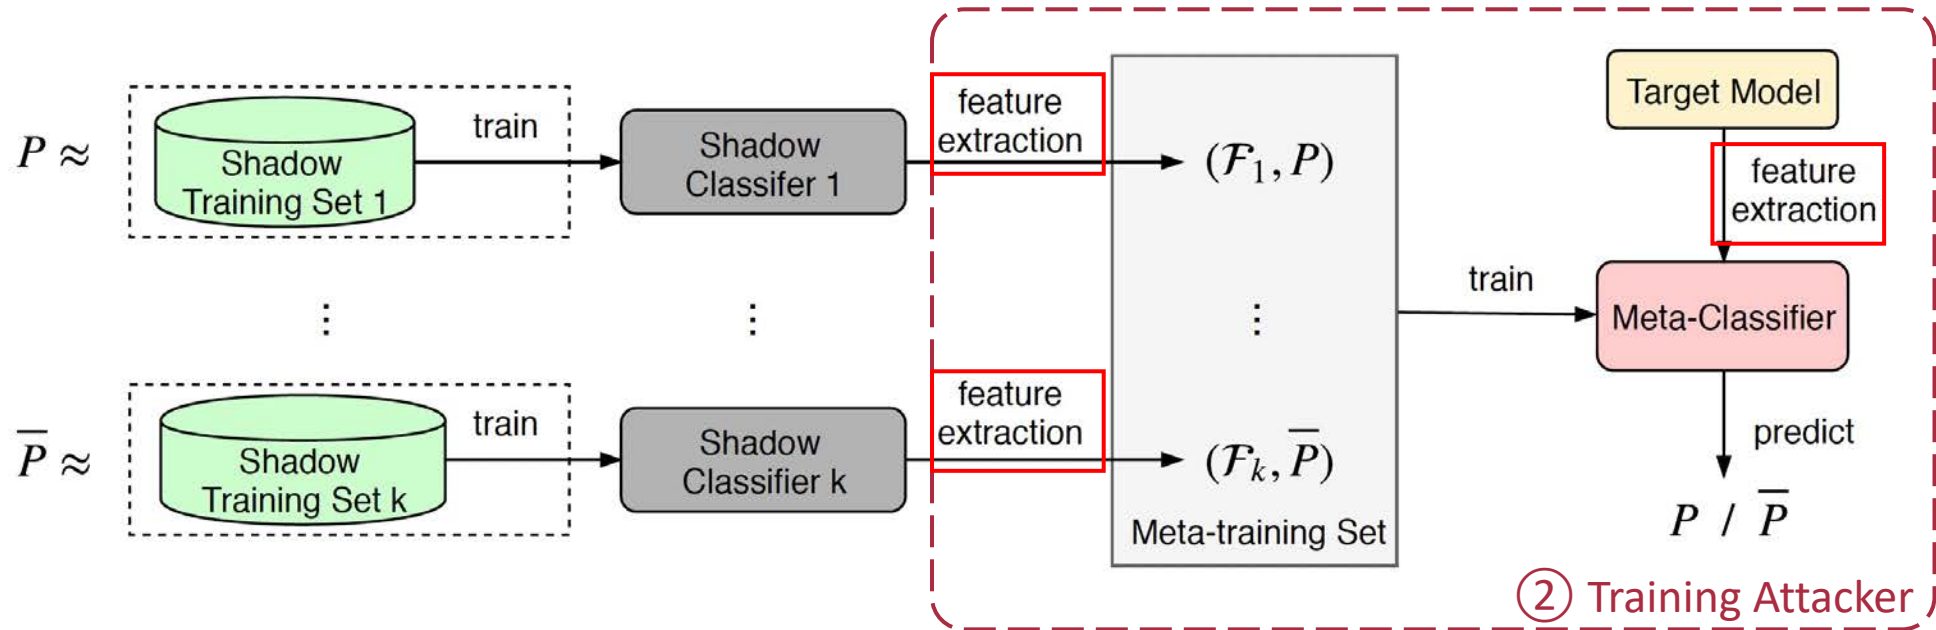 P ≈
Shadow
Training Set 1
train
Shadow
Classifer 1
feature
extraction
(ℱ₁, P)
Target Model
feature
extraction
⋮
⋮
⋮
train
Meta-Classifier
P̅ ≈
Shadow
Training Set k
train
Shadow
Classifier k
feature
extraction
(ℱₖ, P̅)
Meta-training Set
predict
P / P̅
② Training Attacker